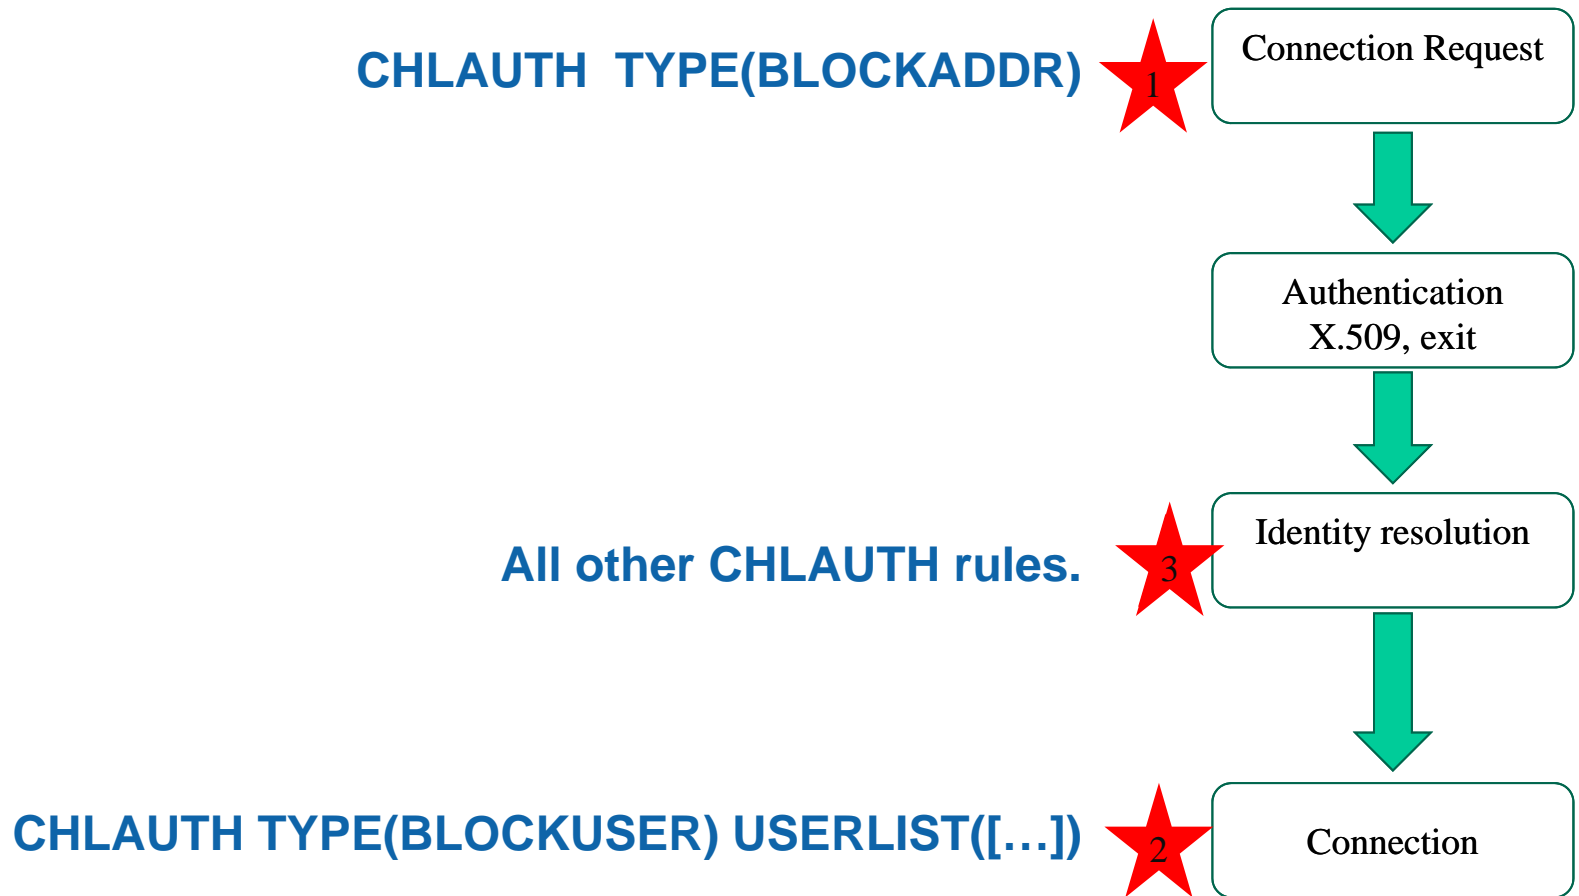 CHLAUTH  TYPE(BLOCKADDR)
1
Connection Request
Authentication
X.509, exit
All other CHLAUTH rules.
3
Identity resolution
CHLAUTH TYPE(BLOCKUSER) USERLIST([…])
2
Connection